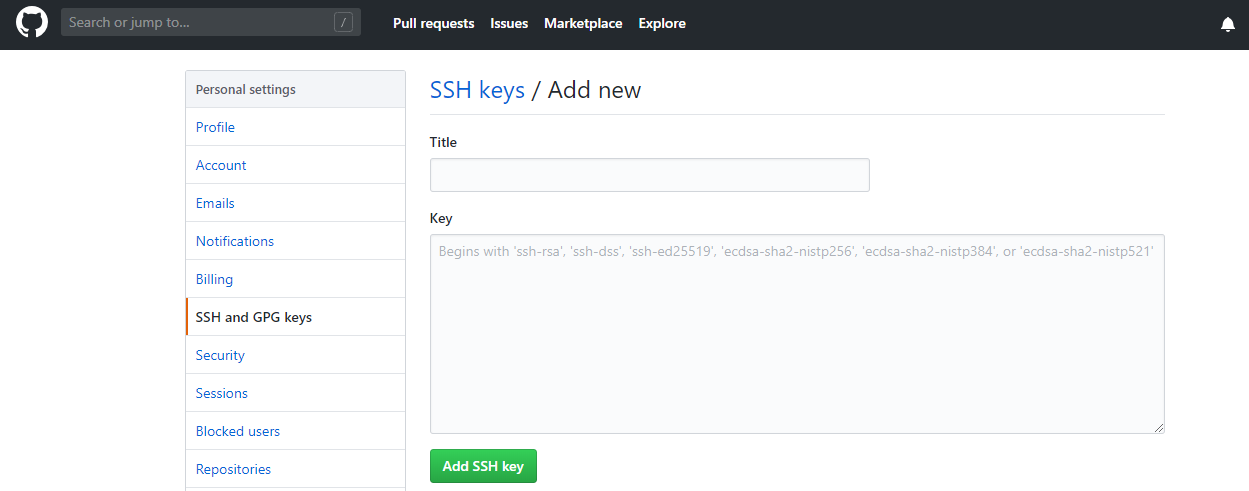 Search or jump to... /
Pull requests Issues Marketplace Explore
Personal settings
Profile
Account
Emails
Notifications
Billing
SSH and GPG keys
Security
Sessions
Blocked users
Repositories
SSH keys / Add new
Title
Key
Begins with 'ssh-rsa', 'ssh-dss', 'ssh-ed25519', 'ecdsa-sha2-nistp256', 'ecdsa-sha2-nistp384', or 'ecdsa-sha2-nistp521'
Add SSH key